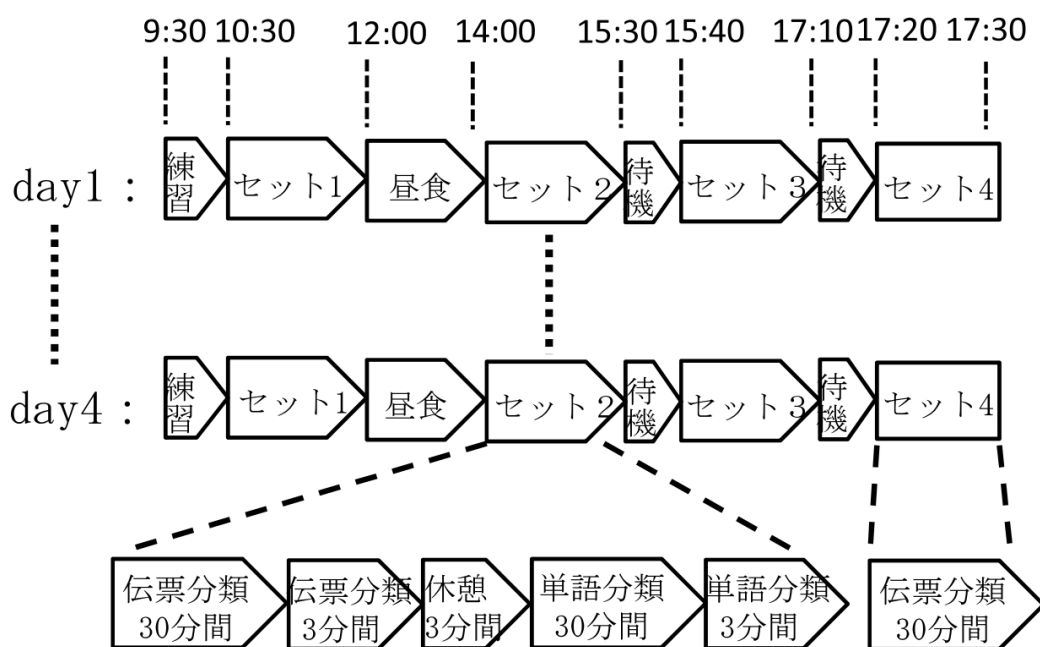 9:30 10:30 12:00 14:00 15:30 15:40 17:10 17:20 17:30
day1 : 練習 セット1 昼食 セット2 待機 セット3 待機 セット4
day4 : 練習 セット1 昼食 セット2 待機 セット3 待機 セット4
伝票分類 伝票分類 休憩 単語分類 単語分類 伝票分類
30分間 3分間 3分間 30分間 3分間 30分間